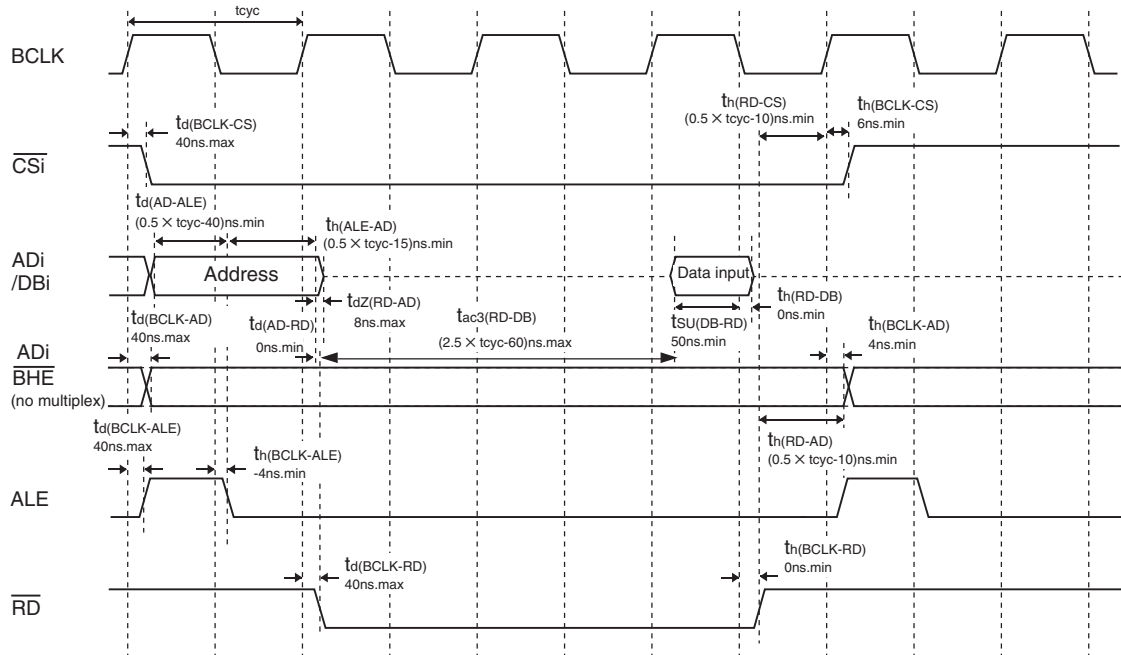 tcyc
BCLK
td(BCLK-CS)
40ns.max
th(RD-CS)
(0.5 × tcyc-10)ns.min
th(BCLK-CS)
6ns.min
CSi
td(AD-ALE)
(0.5 × tcyc-40)ns.min
th(ALE-AD)
(0.5 × tcyc-15)ns.min
ADi
/DBi
Address
Data input
td(BCLK-AD)
40ns.max
td(AD-RD)
0ns.min
tdZ(RD-AD)
8ns.max
tac3(RD-DB)
(2.5 × tcyc-60)ns.max
tSU(DB-RD)
50ns.min
th(RD-DB)
0ns.min
th(BCLK-AD)
4ns.min
ADi
BHE
(no multiplex)
td(BCLK-ALE)
40ns.max
th(BCLK-ALE)
-4ns.min
th(RD-AD)
(0.5 × tcyc-10)ns.min
ALE
td(BCLK-RD)
40ns.max
th(BCLK-RD)
0ns.min
RD